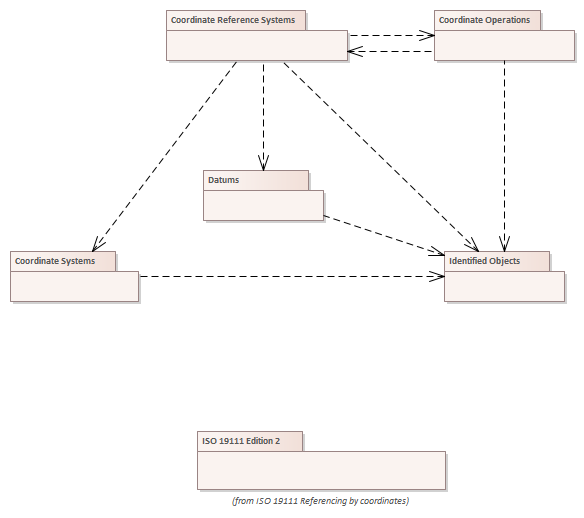 Coordinate Reference Systems
Coordinate Operations
Datums
Coordinate Systems
Identified Objects
ISO 19111 Edition 2
(from ISO 19111 Referencing by coordinates)